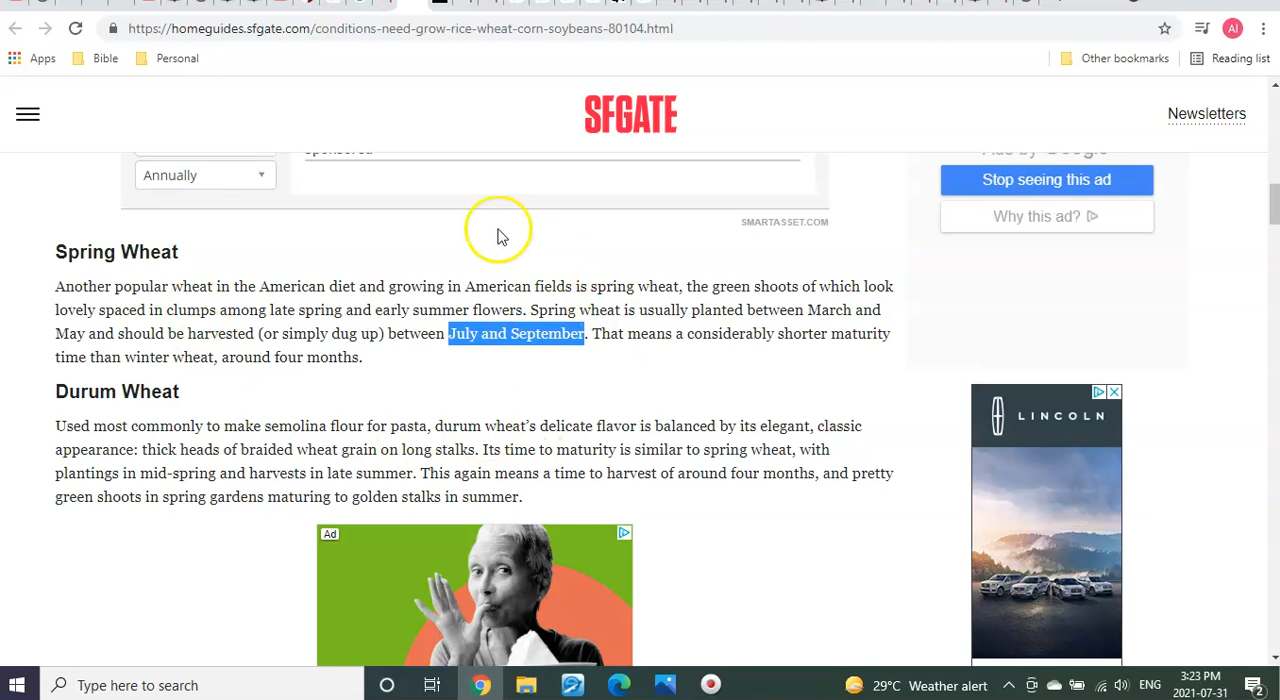 https://homeguides.sfgate.com/conditions-need-grow-rice-wheat-corn-soybeans-80104.html
AI
Apps
Bible
Personal
Other bookmarks
Reading list
SFGATE
Newsletters
Annually
Stop seeing this ad
Why this ad?
SMARTASSET.COM
Spring Wheat
Another popular wheat in the American diet and growing in American fields is spring wheat, the green shoots of which look
lovely spaced in clumps among late spring and early summer flowers. Spring wheat is usually planted between March and
May and should be harvested (or simply dug up) between July and September. That means a considerably shorter maturity
time than winter wheat, around four months.
Durum Wheat
Used most commonly to make semolina flour for pasta, durum wheat's delicate flavor is balanced by its elegant, classic
appearance: thick heads of braided wheat grain on long stalks. Its time to maturity is similar to spring wheat, with
plantings in mid-spring and harvests in late summer. This again means a time to harvest of around four months, and pretty
green shoots in spring gardens maturing to golden stalks in summer.
LINCOLN
Ad
Type here to search
29°C Weather alert
ENG
3:23 PM
2021-07-31
2